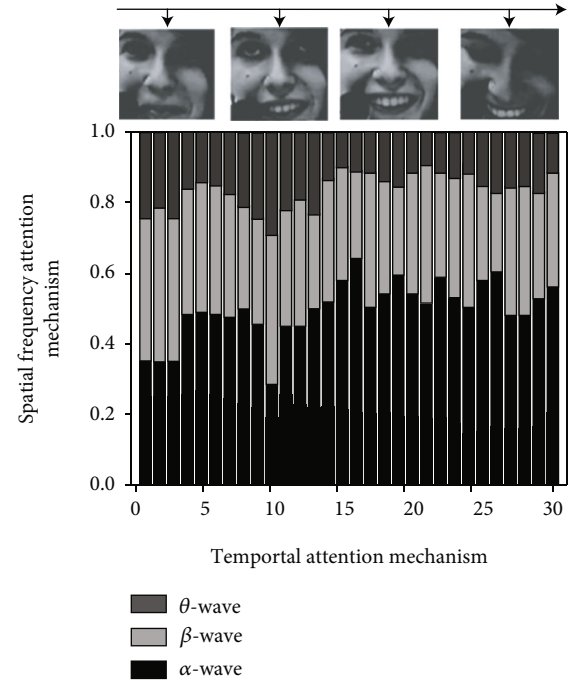 1.0
0.8
0.6
0.4
0.2
0.0
Spatial frequency attention
mechanism
0 5 10 15 20 25 30
Temportal attention mechanism
θ-wave
β-wave
α-wave